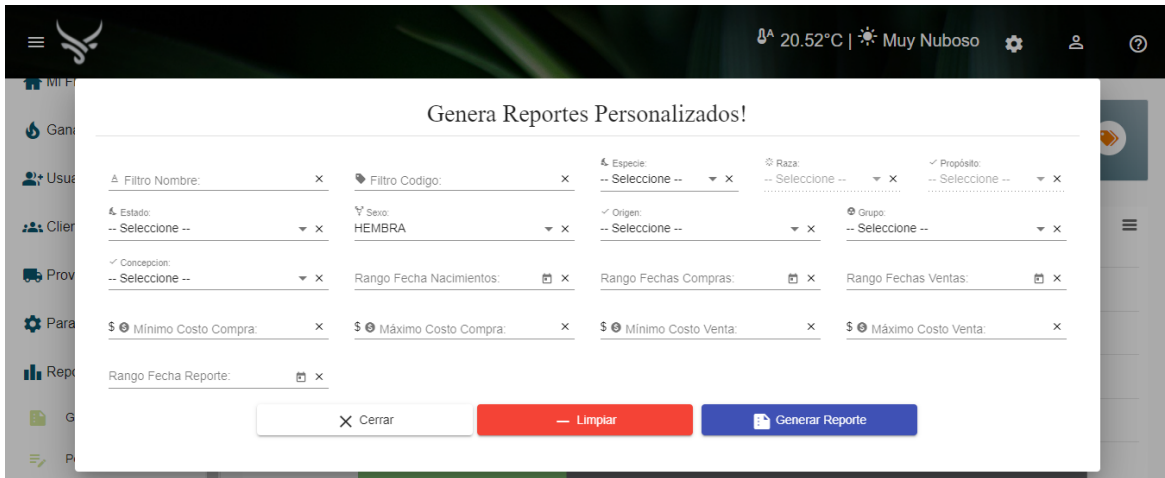 20.52°C | Muy Nuboso
Genera Reportes Personalizados!
Filtro Nombre:
Filtro Codigo:
Especie:
-- Seleccione --
Raza:
-- Seleccione --
Propósito:
-- Seleccione --
Estado:
-- Seleccione --
Sexo:
HEMBRA
Origen:
-- Seleccione --
Grupo:
-- Seleccione --
Concepcion:
-- Seleccione --
Rango Fecha Nacimientos:
Rango Fechas Compras:
Rango Fechas Ventas:
$ Mínimo Costo Compra:
$ Máximo Costo Compra:
$ Mínimo Costo Venta:
$ Máximo Costo Venta:
Rango Fecha Reporte:
Cerrar
Limpiar
Generar Reporte
Gana
Usua
Clien
Prov
Para
Repo